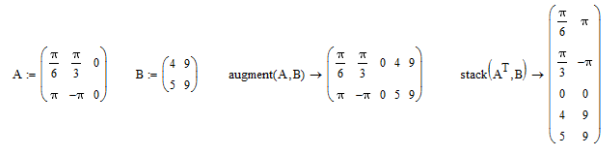 A := ( π/6 π/3 0 ; π −π 0 )
B := ( 4 9 ; 5 9 )
augment(A,B) → ( π/6 π/3 0 4 9 ; π −π 0 5 9 )
stack(A^T,B) → ( π/6 π ; π/3 −π ; 0 0 ; 4 9 ; 5 9 )